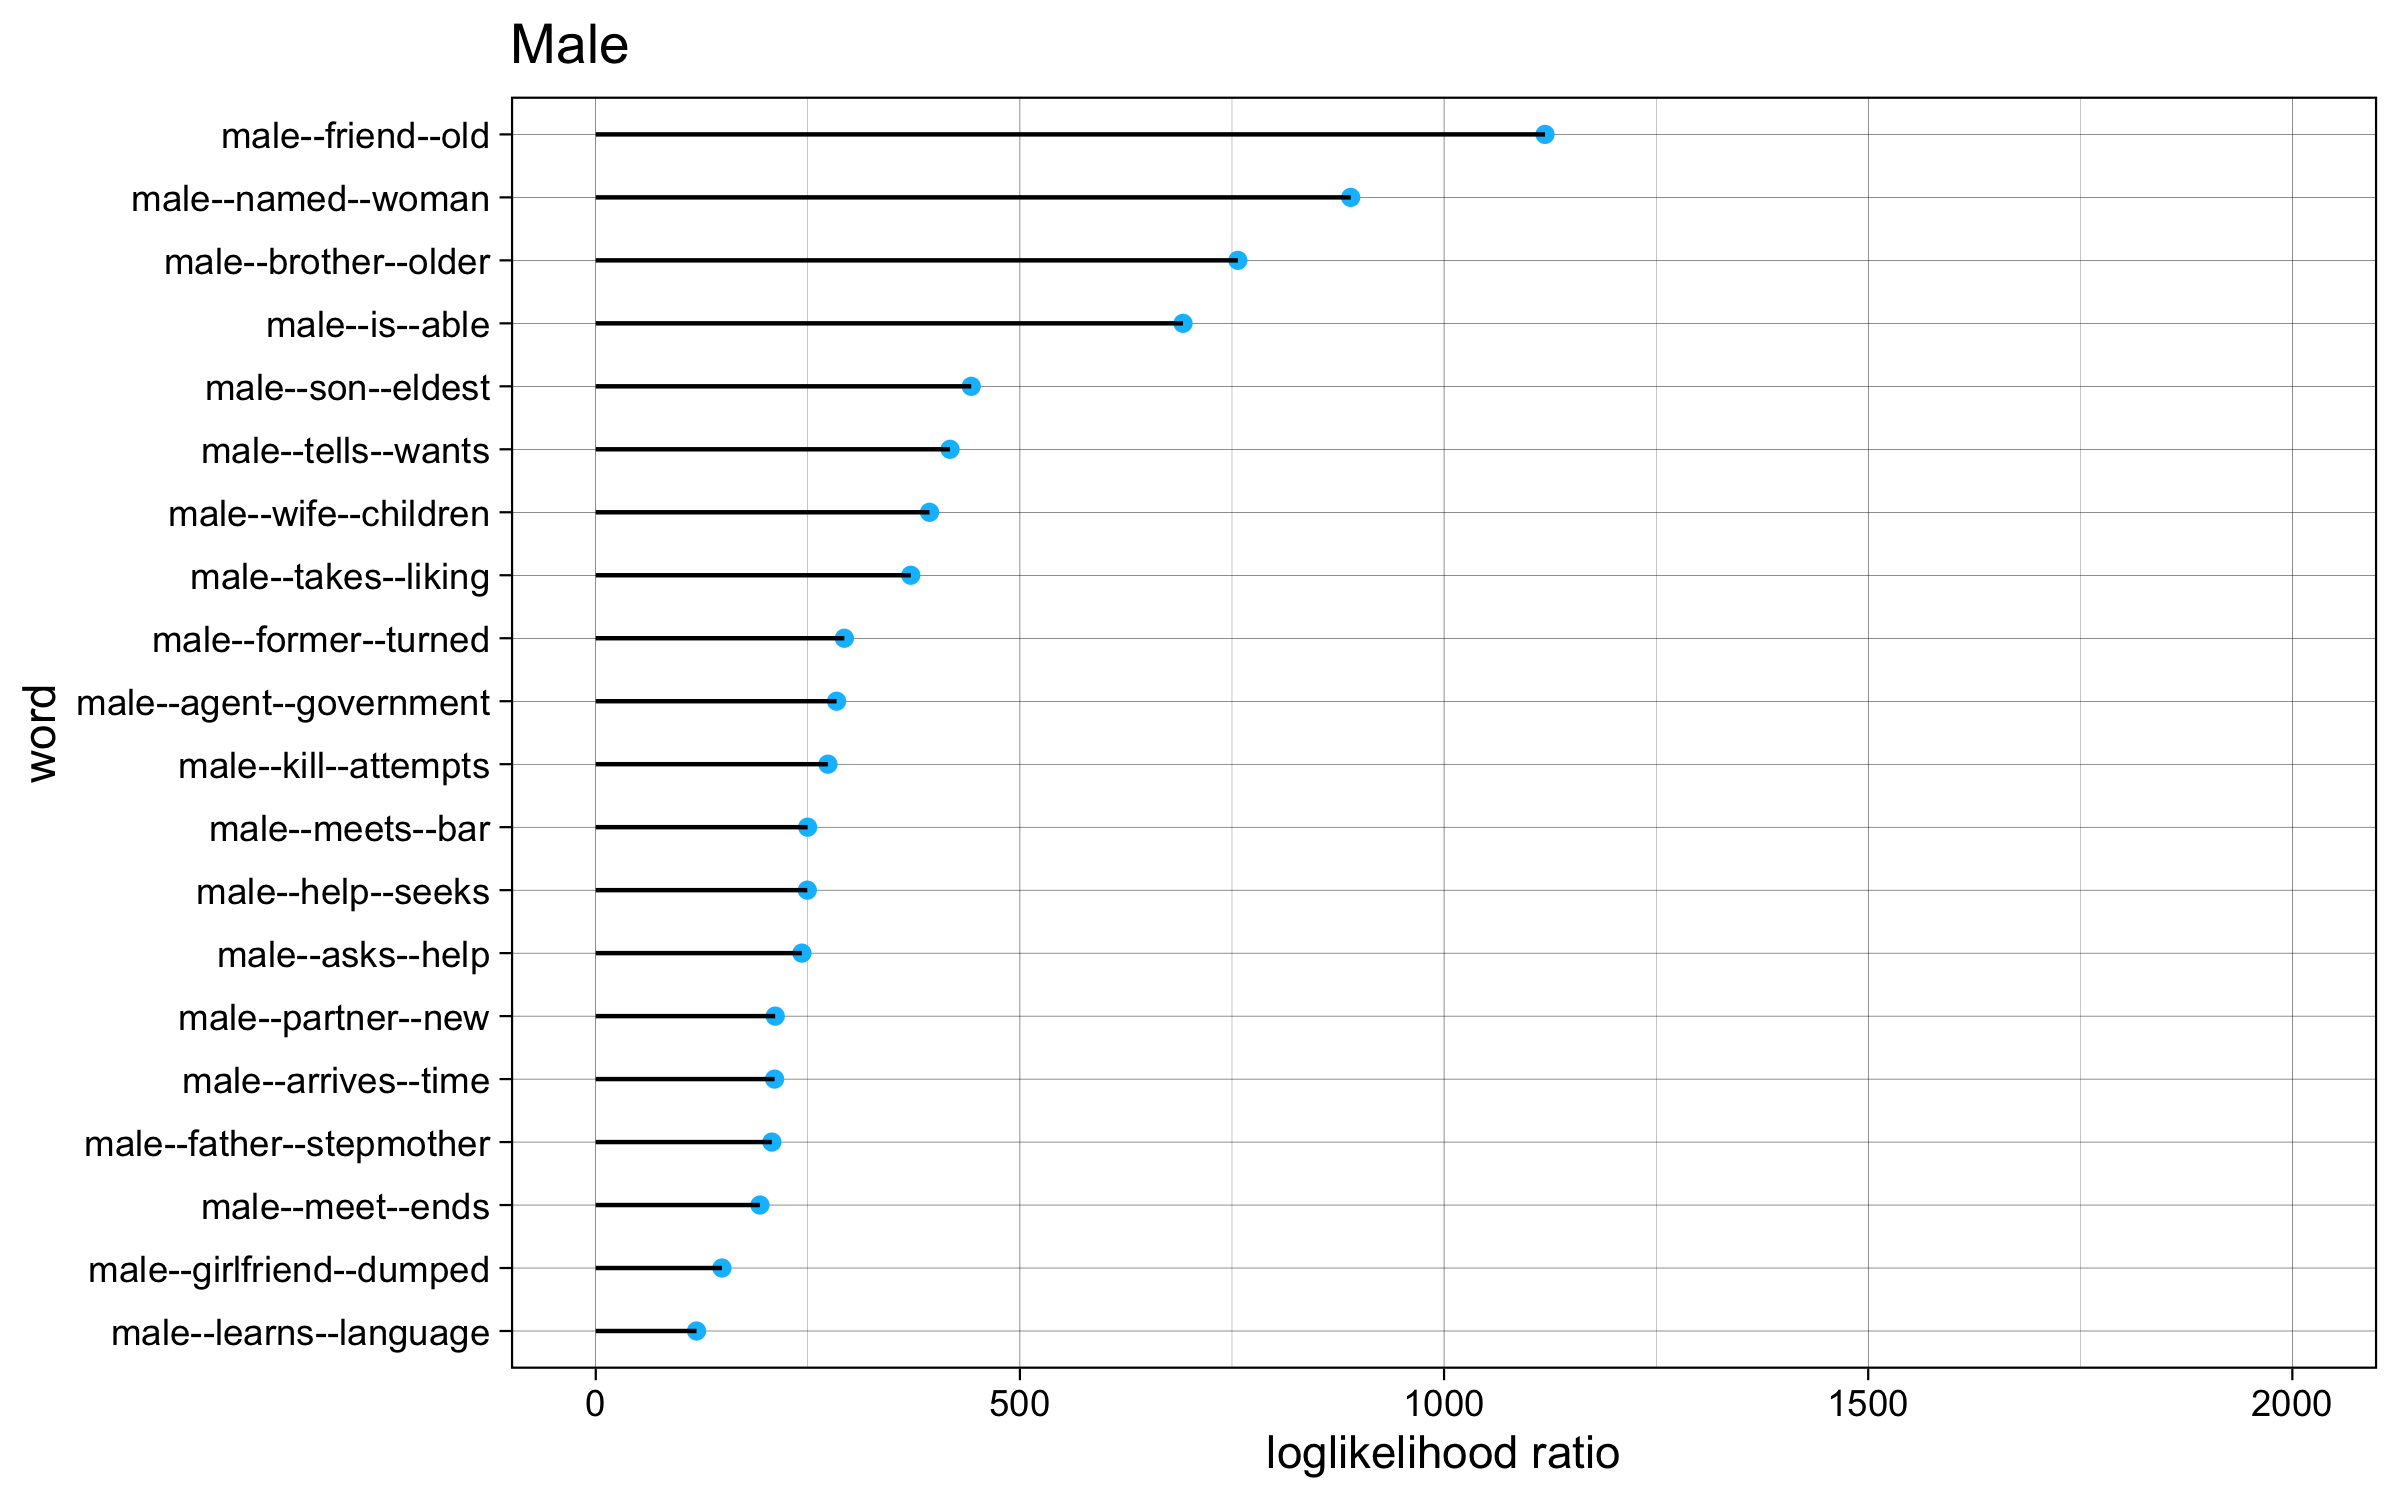 Male
male--friend--old
male--named--woman
male--brother--older
male--is--able
male--son--eldest
male--tells--wants
male--wife--children
male--takes--liking
male--former--turned
male--agent--government
male--kill--attempts
male--meets--bar
male--help--seeks
male--asks--help
male--partner--new
male--arrives--time
male--father--stepmother
male--meet--ends
male--girlfriend--dumped
male--learns--language
word
0 500 1000 1500 2000
loglikelihood ratio